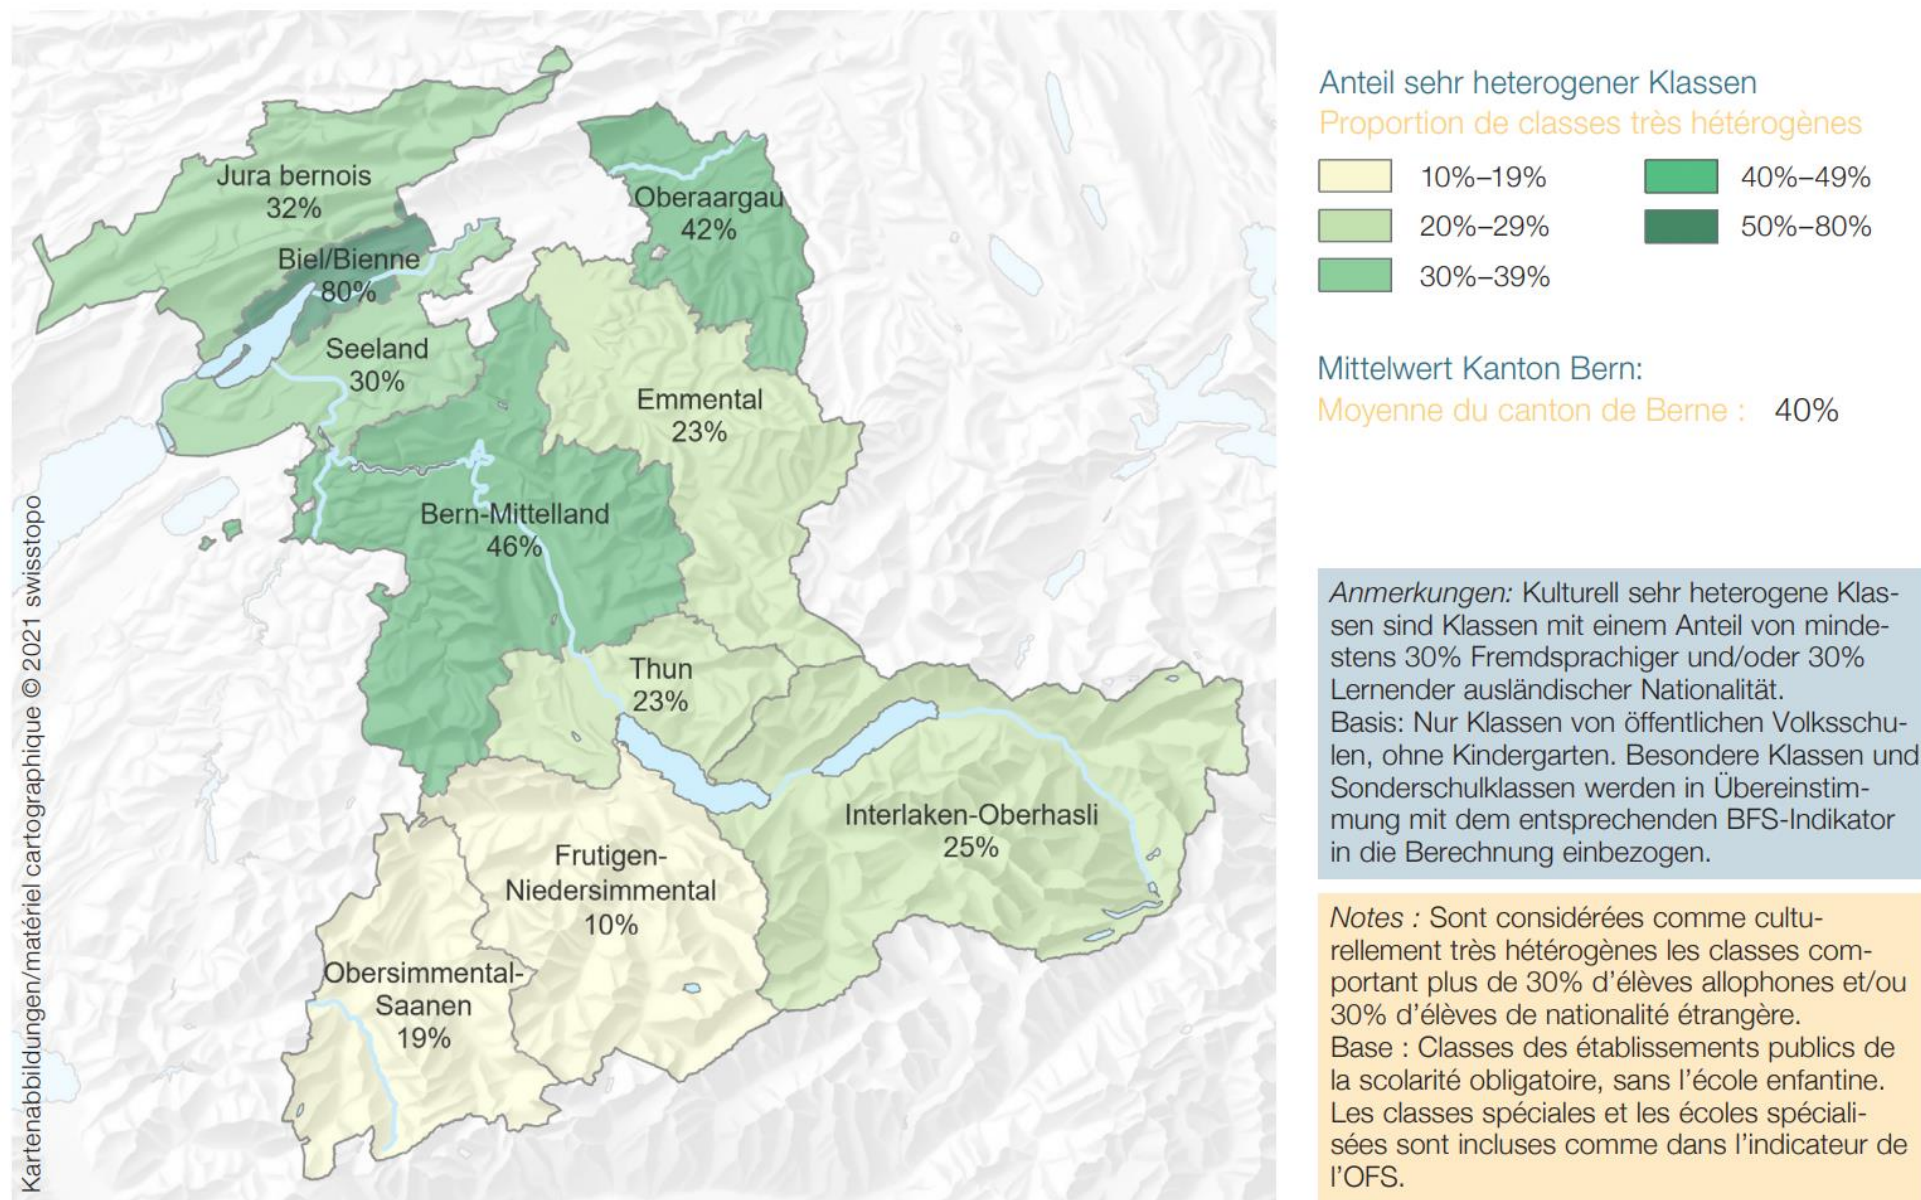 Jura bernois
32%
Biel/Bienne
80%
Seeland
30%
Oberaargau
42%
Emmental
23%
Bern-Mittelland
46%
Thun
23%
Interlaken-Oberhasli
25%
Frutigen-
Niedersimmental
10%
Obersimmental-
Saanen
19%
Kartenabbildungen/matériel cartographique © 2021 swisstopo
Anteil sehr heterogener Klassen
Proportion de classes très hétérogènes
10%–19%
20%–29%
30%–39%
40%–49%
50%–80%
Mittelwert Kanton Bern:
Moyenne du canton de Berne : 40%
Anmerkungen: Kulturell sehr heterogene Klas-
sen sind Klassen mit einem Anteil von minde-
stens 30% Fremdsprachiger und/oder 30%
Lernender ausländischer Nationalität.
Basis: Nur Klassen von öffentlichen Volksschu-
len, ohne Kindergarten. Besondere Klassen und
Sonderschulklassen werden in Übereinstim-
mung mit dem entsprechenden BFS-Indikator
in die Berechnung einbezogen.
Notes : Sont considérées comme cultu-
rellement très hétérogènes les classes com-
portant plus de 30% d’élèves allophones et/ou
30% d’élèves de nationalité étrangère.
Base : Classes des établissements publics de
la scolarité obligatoire, sans l’école enfantine.
Les classes spéciales et les écoles spéciali-
sées sont incluses comme dans l’indicateur de
l’OFS.